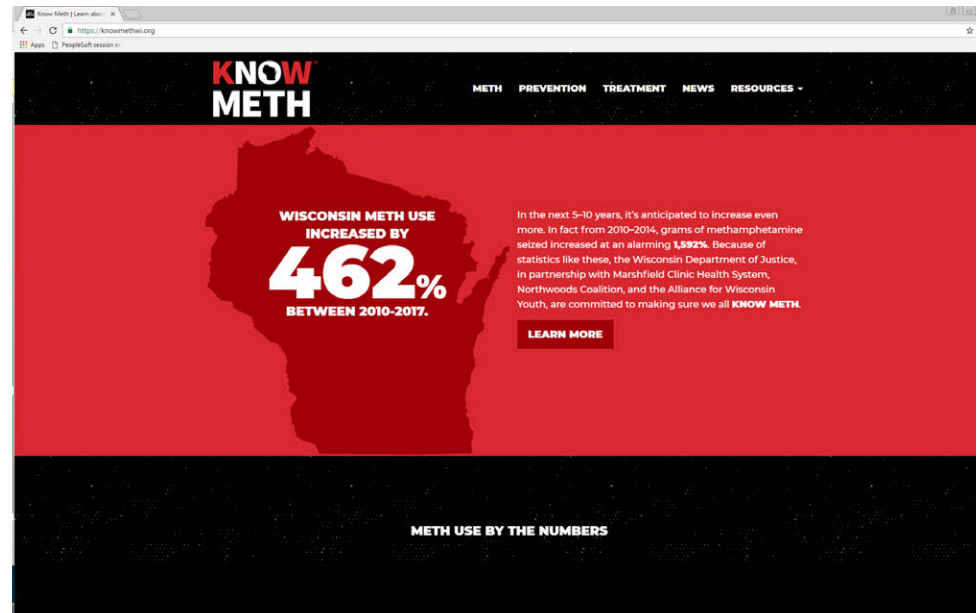 Know Meth | Learn abou
https://knowmethwi.org
Apps
PeopleSoft session e
KNOW
METH
METH PREVENTION TREATMENT NEWS RESOURCES
WISCONSIN METH USE
INCREASED BY
462%
BETWEEN 2010-2017.
In the next 5–10 years, it's anticipated to increase even
more. In fact from 2010–2014, grams of methamphetamine
seized increased at an alarming 1,592%. Because of
statistics like these, the Wisconsin Department of Justice,
in partnership with Marshfield Clinic Health System,
Northwoods Coalition, and the Alliance for Wisconsin
Youth, are committed to making sure we all KNOW METH.
LEARN MORE
METH USE BY THE NUMBERS